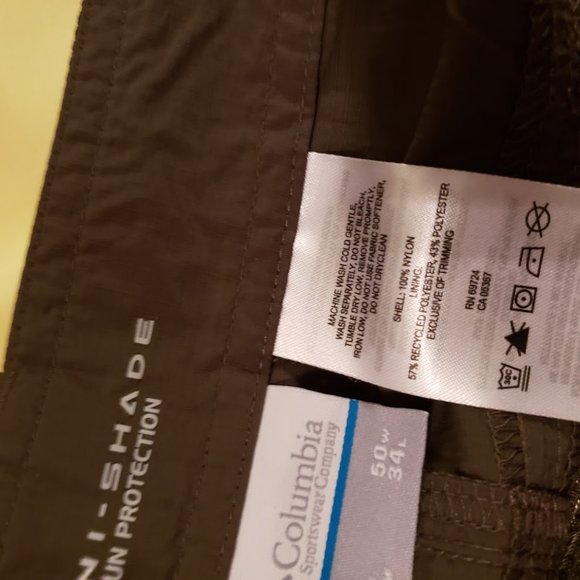 MACHINE WASH COLD GENTLE,
WASH SEPARATELY, DO NOT BLEACH,
TUMBLE DRY LOW, REMOVE PROMPTLY,
IRON LOW, DO NOT USE FABRIC SOFTENER,
DO NOT DRYCLEAN
SHELL: 100% NYLON
LINING:
57% RECYCLED POLYESTER, 43% POLYESTER
EXCLUSIVE OF TRIMMING
RN 69724
CA 05367
30C
Columbia
Sportswear Company
50W
34L
NI-SHADE
UN PROTECTION